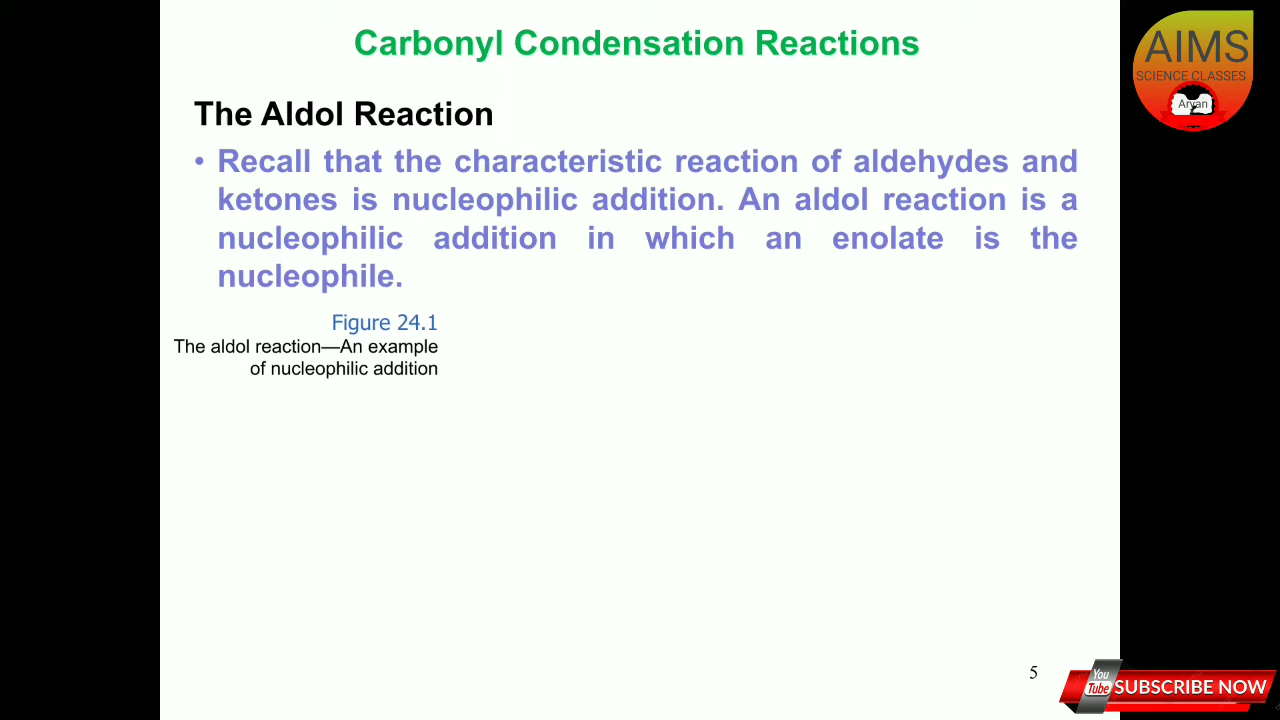 Carbonyl Condensation Reactions
AIMS
SCIENCE CLASSES
Aryan
The Aldol Reaction
• Recall that the characteristic reaction of aldehydes and
ketones is nucleophilic addition. An aldol reaction is a
nucleophilic addition in which an enolate is the
nucleophile.
Figure 24.1
The aldol reaction—An example
of nucleophilic addition
5
You
Tube
SUBSCRIBE NOW